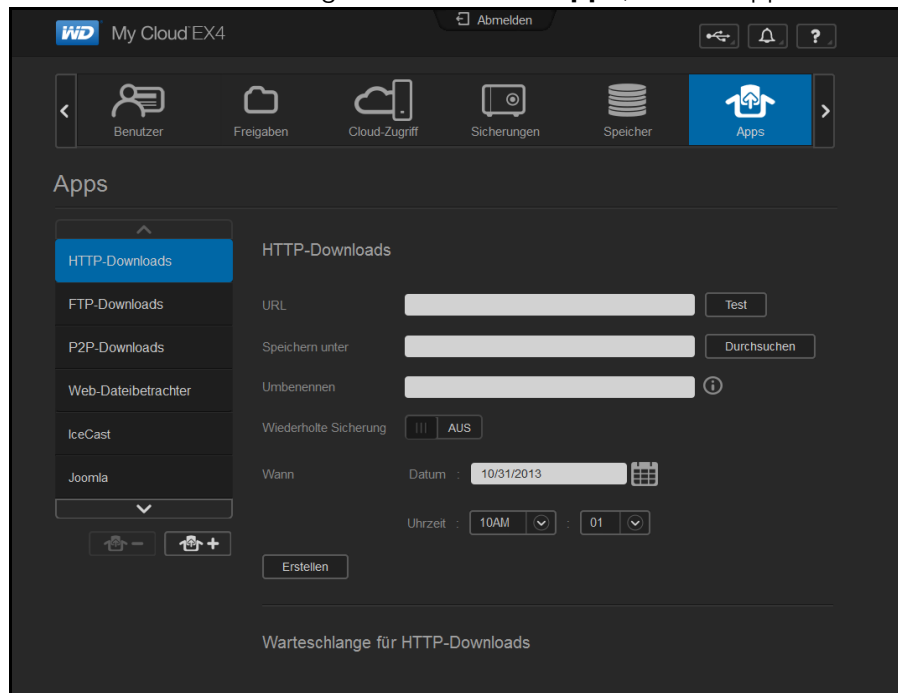 Abmelden
WD My Cloud EX4
?
Benutzer
Freigaben
Cloud-Zugriff
Sicherungen
Speicher
Apps
Apps
HTTP-Downloads
FTP-Downloads
P2P-Downloads
Web-Dateibetrachter
IceCast
Joomla
HTTP-Downloads
URL
Test
Speichern unter
Durchsuchen
Umbenennen
Wiederholte Sicherung AUS
Wann Datum : 10/31/2013
Uhrzeit : 10AM : 01
Erstellen
Warteschlange für HTTP-Downloads